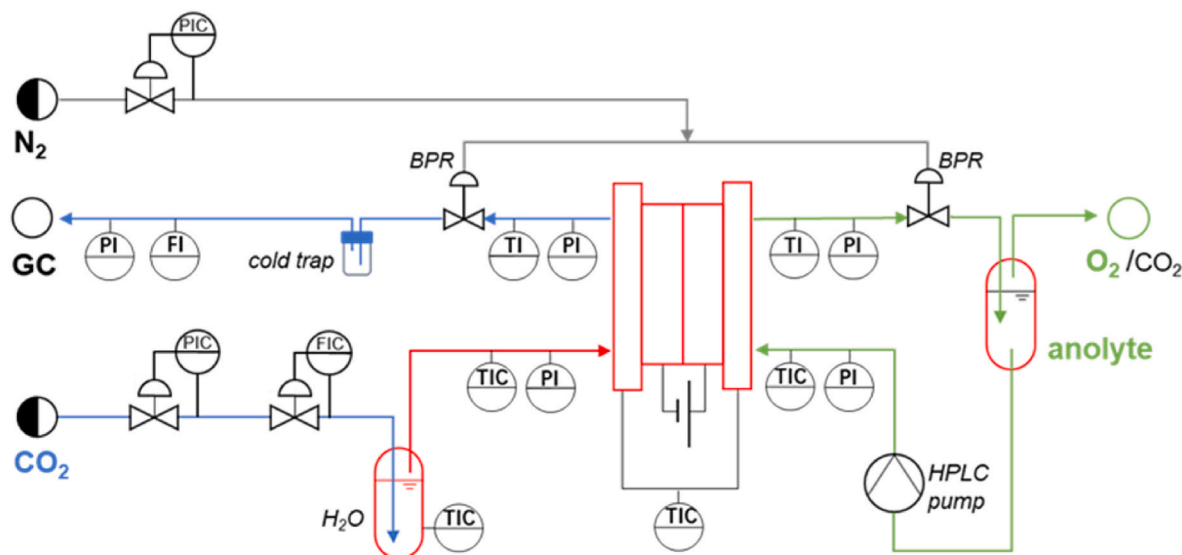 PIC
N₂
BPR
BPR
PI
FI
TI
PI
TI
PI
GC
cold trap
O₂ /CO₂
PIC
FIC
TIC
PI
TIC
PI
anolyte
CO₂
H₂O
TIC
TIC
HPLC
pump